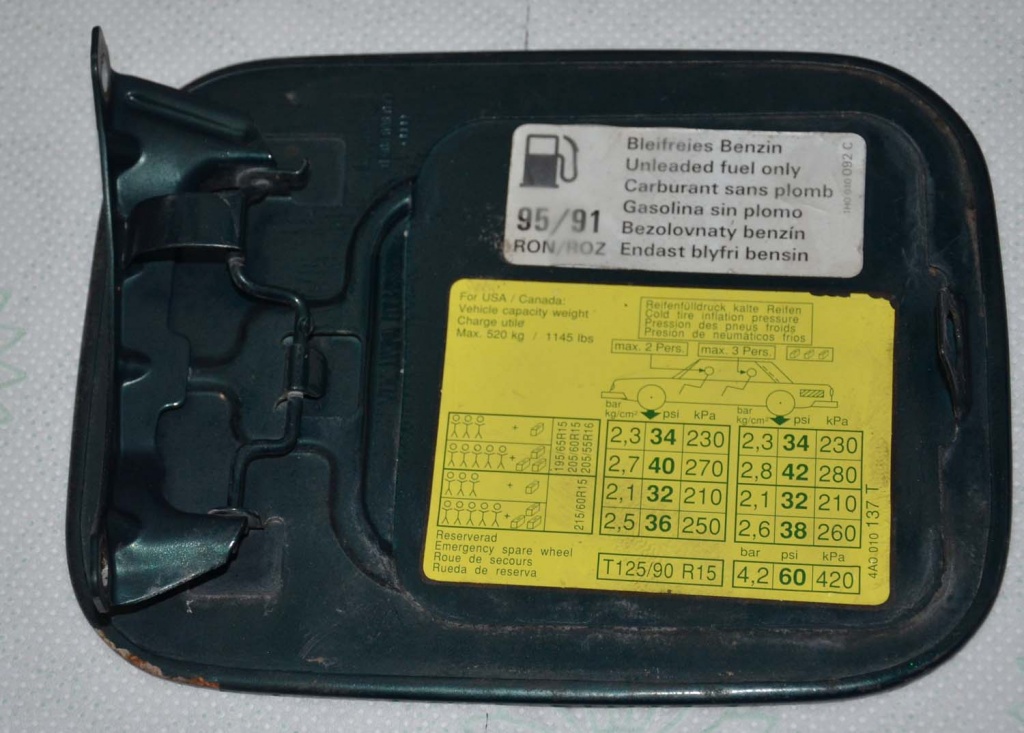 Bleifreies Benzin
Unleaded fuel only
Carburant sans plomb
Gasolina sin plomo
Bezolovnaty benzín
Endast blyfri bensin
95/91
RON/ROZ
092 C
For USA / Canada:
Vehicle capacity weight
Charge utile
Max. 520 kg / 1145 lbs
Reifenfülldruck kalte Reifen
Cold tire inflation pressure
Pression des pneus froids
Presión de neumáticos fríos
max. 2 Pers. max. 3 Pers.
bar psi kPa bar psi kPa
kg/cm² kg/cm²
195/65R15
205/60R15
205/55R16
2,3 34 230 2,3 34 230
2,7 40 270 2,8 42 280
215/60R15
2,1 32 210 2,1 32 210
2,5 36 250 2,6 38 260
Reserverad
Emergency spare wheel
Roue de secours
Rueda de reserva
T125/90 R15
bar psi kPa
4,2 60 420
4A0 010 137 T